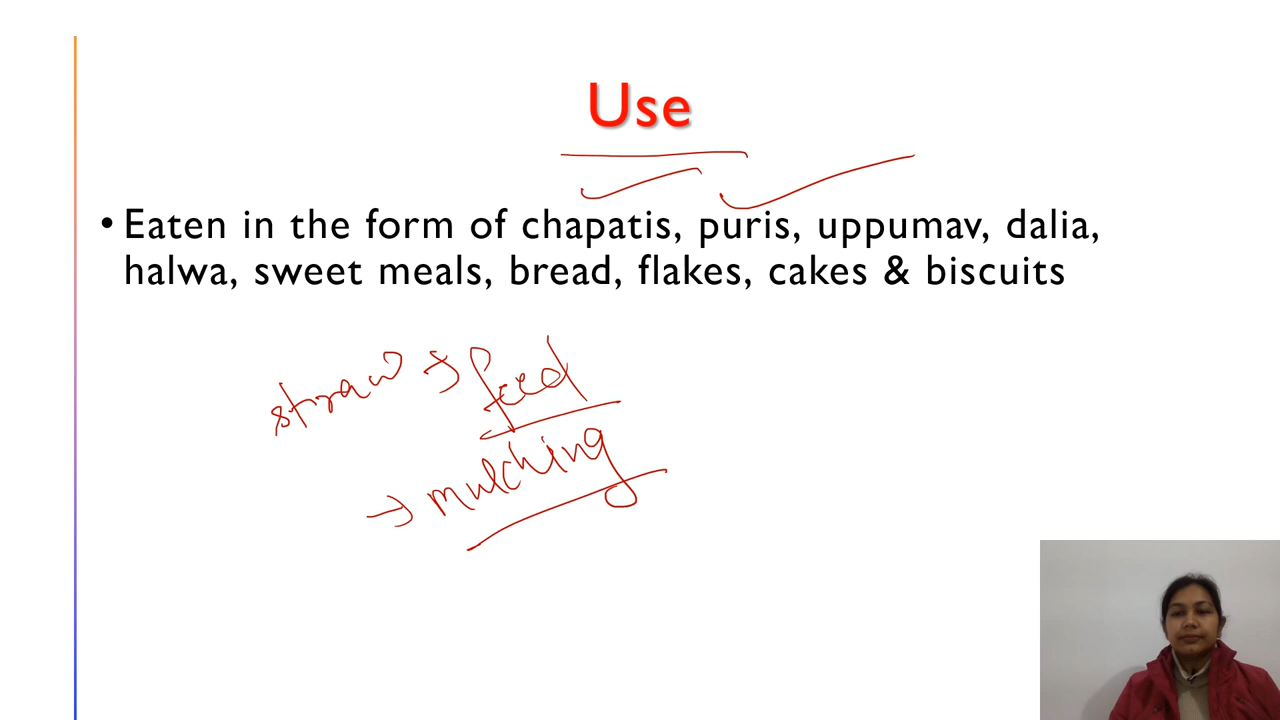 Use
• Eaten in the form of chapatis, puris, uppumav, dalia,
halwa, sweet meals, bread, flakes, cakes & biscuits
straw → feed
→ mulching